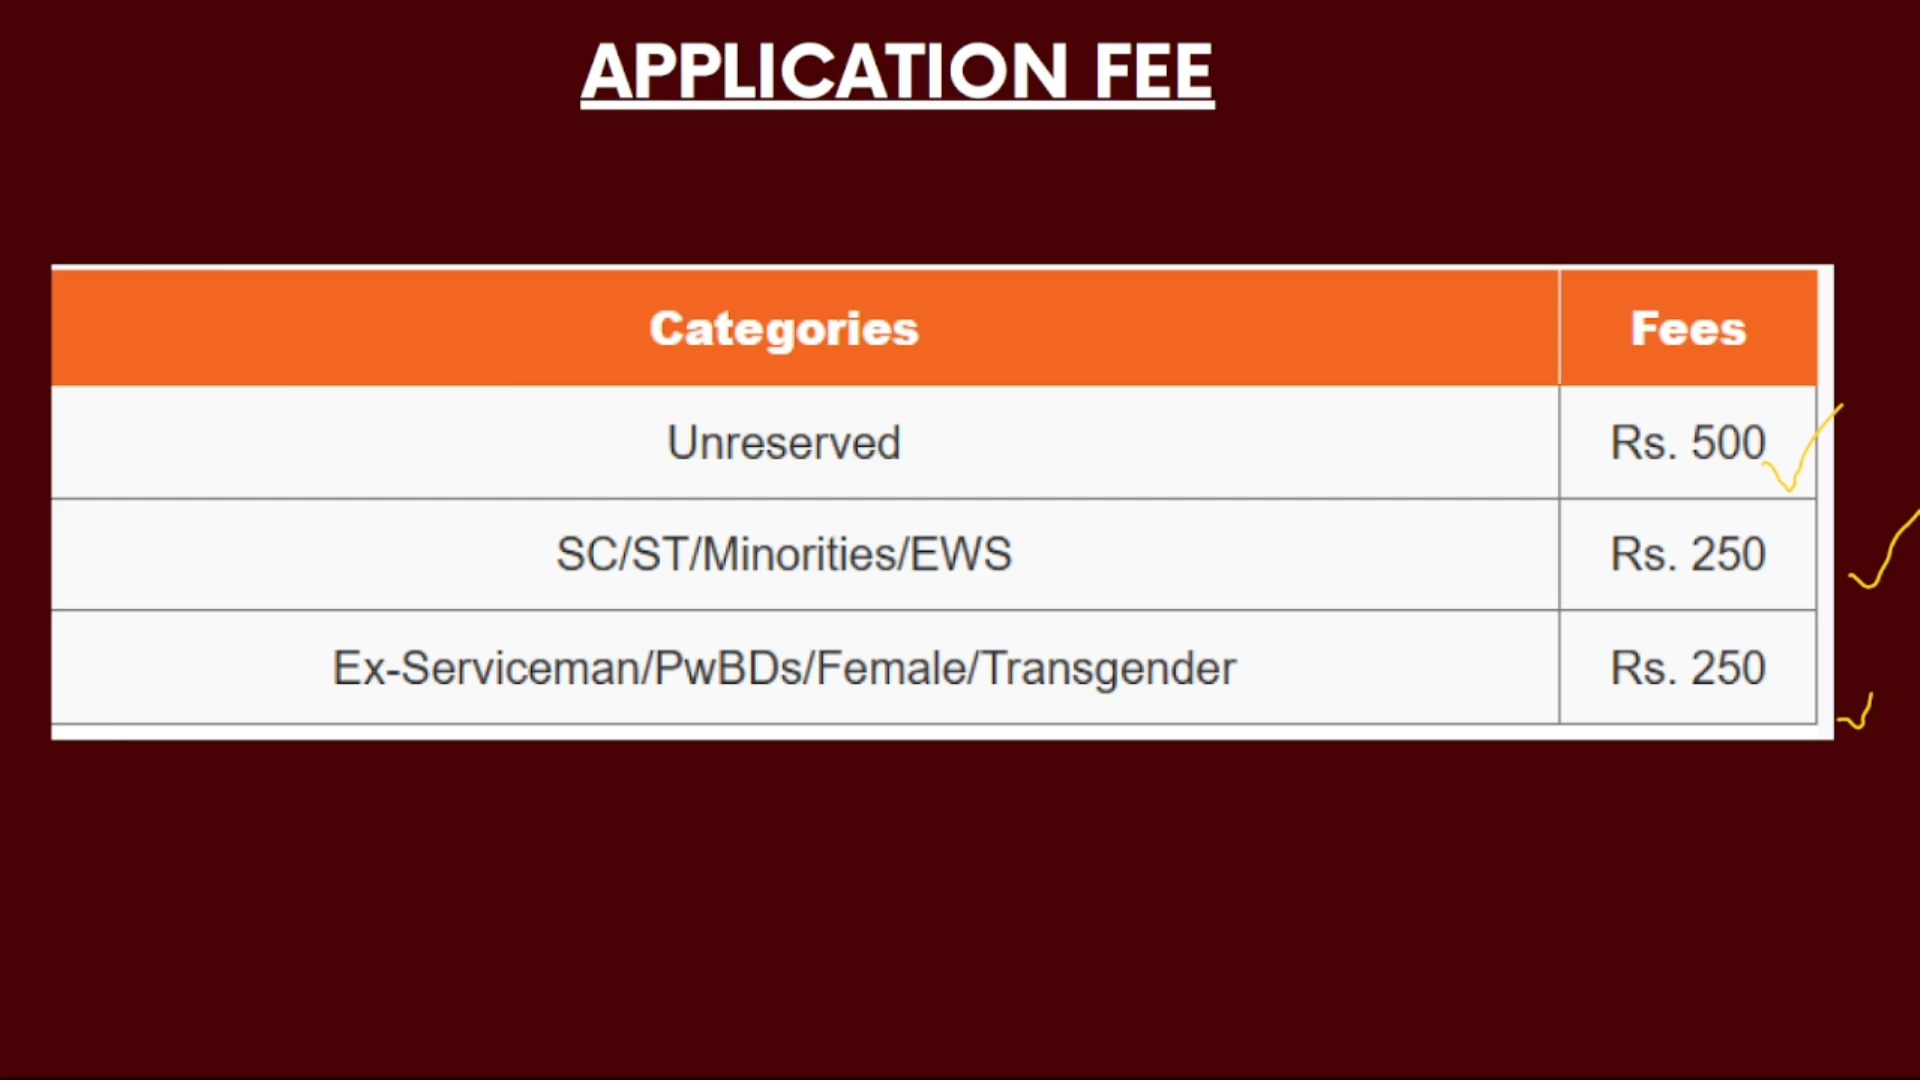 APPLICATION FEE
Categories Fees
Unreserved Rs. 500
SC/ST/Minorities/EWS Rs. 250
Ex-Serviceman/PwBDs/Female/Transgender Rs. 250